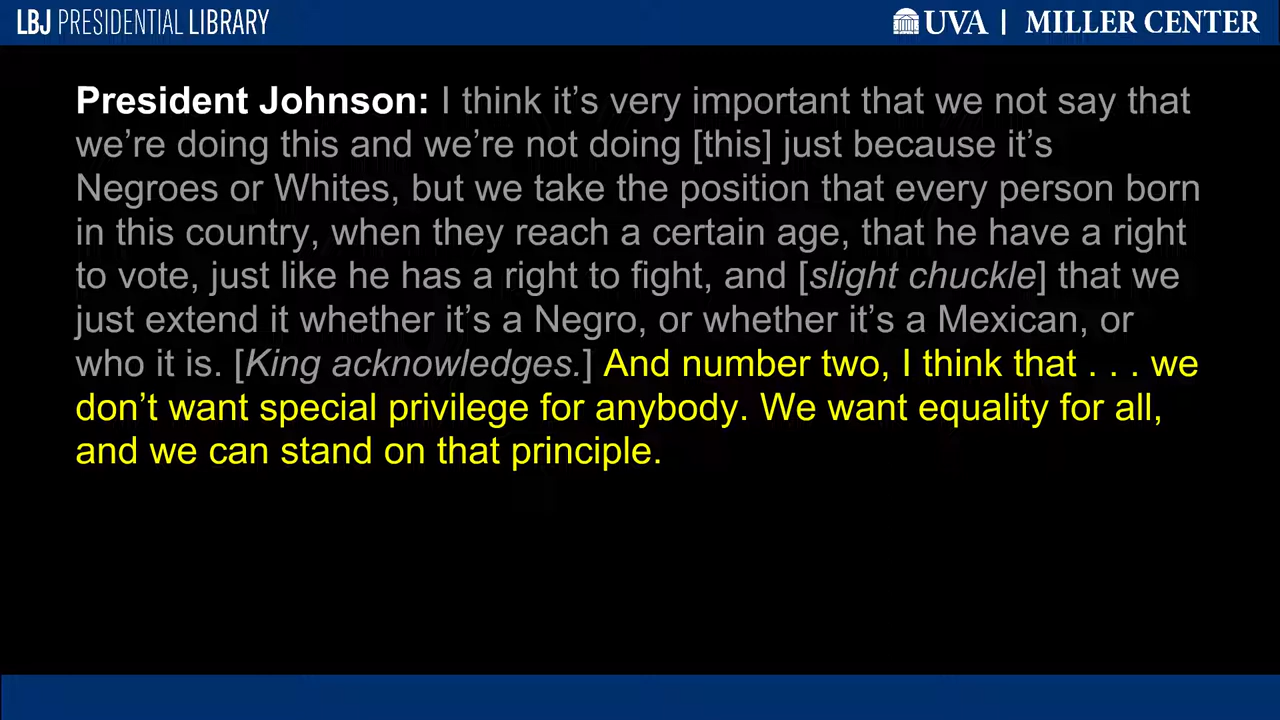 LBJ PRESIDENTIAL LIBRARY
UVA | MILLER CENTER
President Johnson: I think it's very important that we not say that
we're doing this and we're not doing [this] just because it's
Negroes or Whites, but we take the position that every person born
in this country, when they reach a certain age, that he have a right
to vote, just like he has a right to fight, and [slight chuckle] that we
just extend it whether it's a Negro, or whether it's a Mexican, or
who it is. [King acknowledges.] And number two, I think that . . . we
don't want special privilege for anybody. We want equality for all,
and we can stand on that principle.